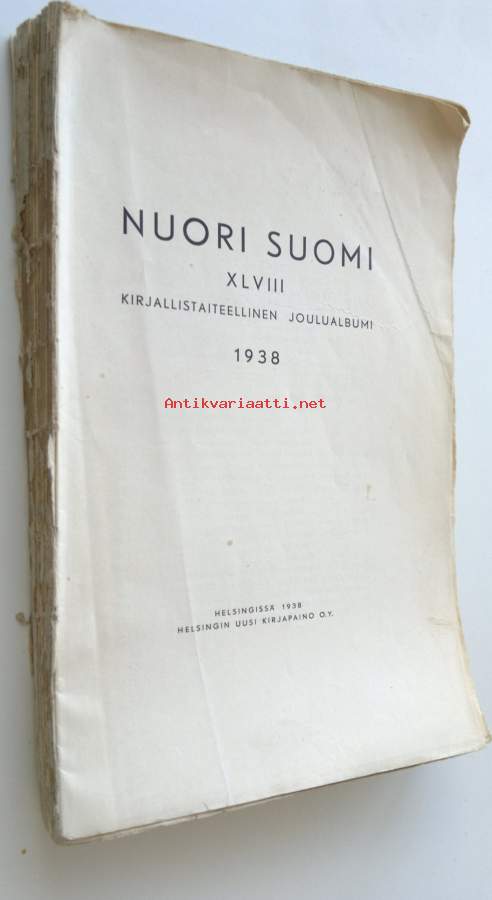 NUORI SUOMI
XLVIII
KIRJALLISTAITEELLINEN JOULUALBUMI
1938
Antikvariaatti.net
HELSINGISSÄ 1938
HELSINGIN UUSI KIRJAPAINO O.Y.